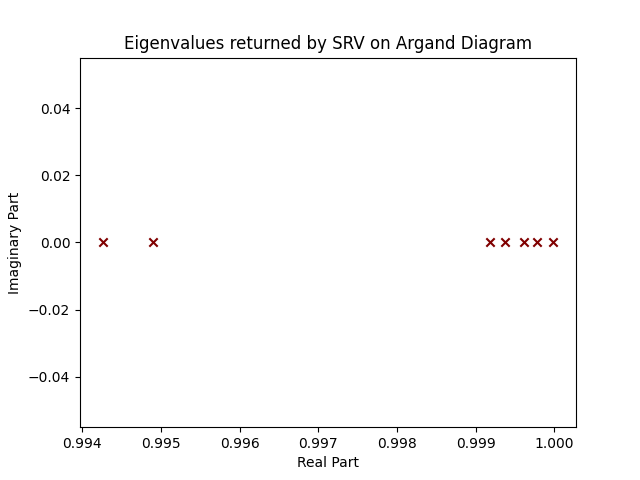 Eigenvalues returned by SRV on Argand Diagram
Imaginary Part
0.04
0.02
0.00
−0.02
−0.04
0.994 0.995 0.996 0.997 0.998 0.999 1.000
Real Part